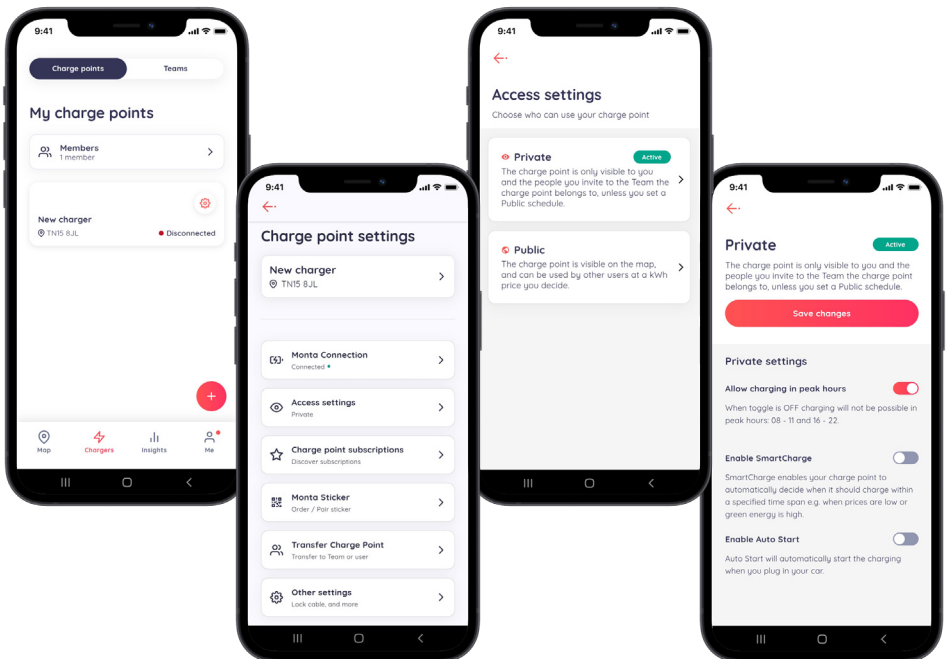 9:41
Charge points
Teams
My charge points
Members
1 member
New charger
TN15 8JL
Disconnected
+
Map
Chargers
Insights
Me
9:41
Charge point settings
New charger
TN15 8JL
Monta Connection
Connected
Access settings
Private
Charge point subscriptions
Discover subscriptions
Monta Sticker
Order / Pair sticker
Transfer Charge Point
Transfer to Team or user
Other settings
Lock cable, and more
9:41
Access settings
Choose who can use your charge point
Private
Active
The charge point is only visible to you
and the people you invite to the Team the
charge point belongs to, unless you set a
Public schedule.
Public
The charge point is visible on the map,
and can be used by other users at a kWh
price you decide.
9:41
Private
Active
The charge point is only visible to you and the
people you invite to the Team the charge point
belongs to, unless you set a Public schedule.
Save changes
Private settings
Allow charging in peak hours
When toggle is OFF charging will not be possible in
peak hours: 08 - 11 and 16 - 22.
Enable SmartCharge
SmartCharge enables your charge point to
automatically decide when it should charge within
a specified time span e.g. when prices are low or
green energy is high.
Enable Auto Start
Auto Start will automatically start the charging
when you plug in your car.